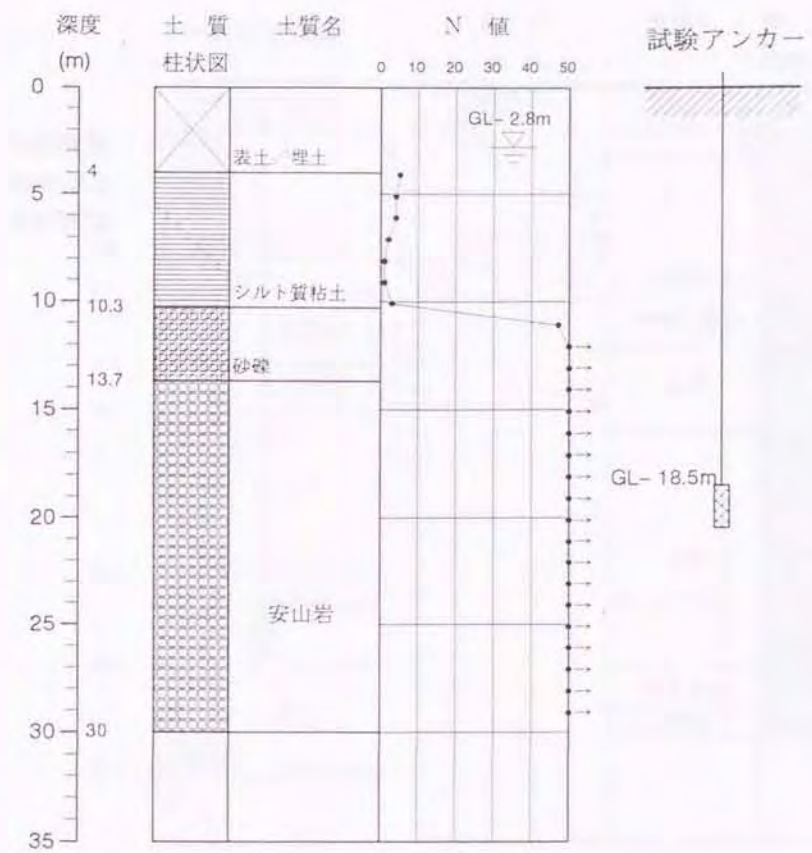 深度 土質 土質名 N 値 試験アンカー
(m) 柱状図
0 10 20 30 40 50
0
GL- 2.8m
表土／埋土
4
5
シルト質粘土
10
10.3
砂礫
13.7
15
GL- 18.5m
20
安山岩
25
30 30
35